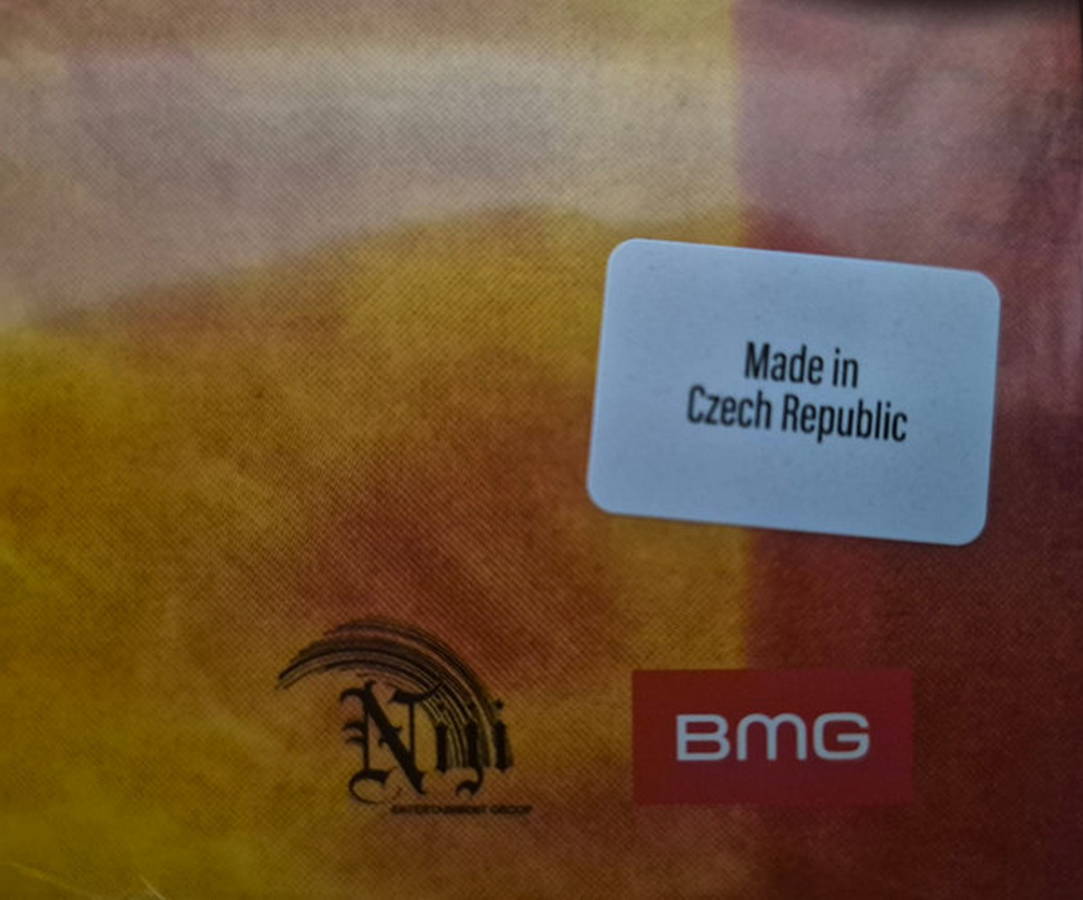 Made in
Czech Republic
Niji
ENTERTAINMENT GROUP
BMG